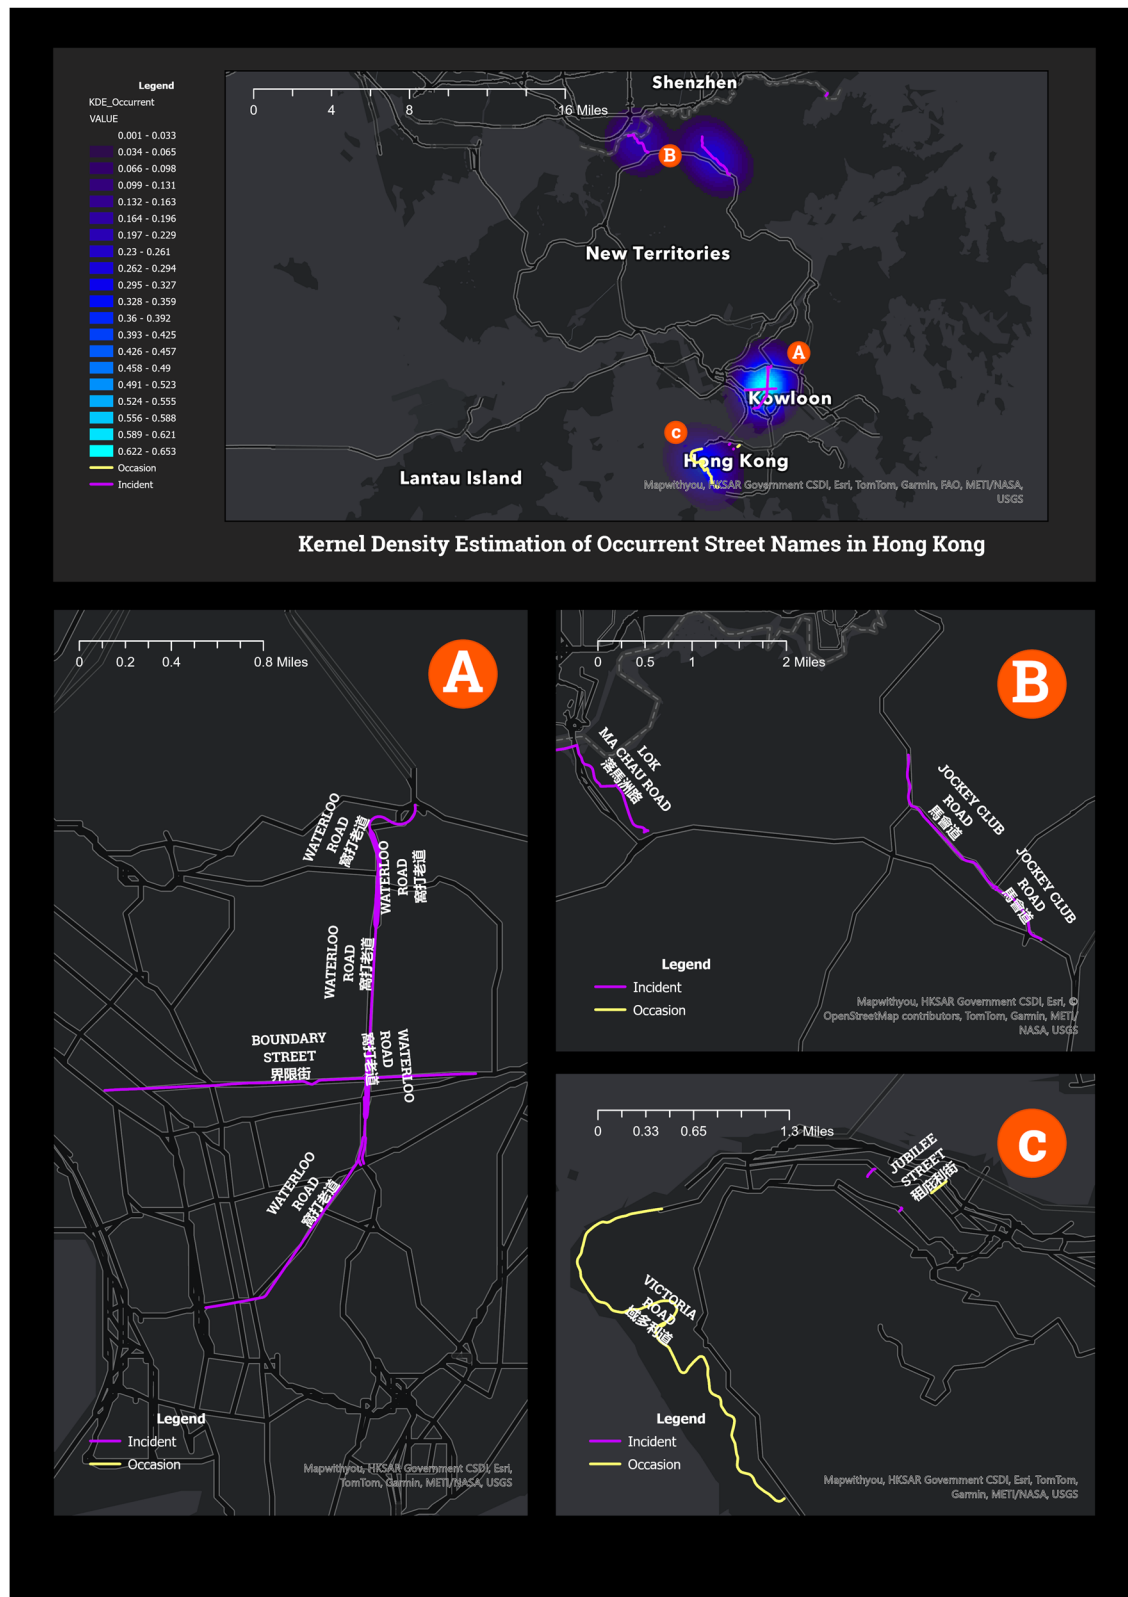 Legend
KDE_Occurrent
VALUE
0.001 - 0.033
0.034 - 0.065
0.066 - 0.098
0.099 - 0.131
0.132 - 0.163
0.164 - 0.196
0.197 - 0.229
0.23 - 0.261
0.262 - 0.294
0.295 - 0.327
0.328 - 0.359
0.36 - 0.392
0.393 - 0.425
0.426 - 0.457
0.458 - 0.49
0.491 - 0.523
0.524 - 0.555
0.556 - 0.588
0.589 - 0.621
0.622 - 0.653
Occasion
Incident
Shenzhen
0 4 8 16 Miles
B
New Territories
A
Kowloon
C
Hong Kong
Lantau Island
Mapwithyou, HKSAR Government CSDI, Esri, TomTom, Garmin, FAO, METI/NASA,
USGS
Kernel Density Estimation of Occurrent Street Names in Hong Kong
0 0.2 0.4 0.8 Miles
A
WATERLOO
ROAD
窩打老道
WATERLOO
ROAD
窩打老道
WATERLOO
ROAD
窩打老道
WATERLOO
ROAD
窩打老道
BOUNDARY
STREET
界限街
WATERLOO
ROAD
窩打老道
Legend
Incident
Occasion
Mapwithyou, HKSAR Government CSDI, Esri,
TomTom, Garmin, METI/NASA, USGS
0 0.5 1 2 Miles
B
LOK
MA CHAU ROAD
落馬洲路
JOCKEY CLUB
ROAD
馬會道
JOCKEY CLUB
ROAD
馬會道
Legend
Incident
Occasion
Mapwithyou, HKSAR Government CSDI, Esri, ©
OpenStreetMap contributors, TomTom, Garmin, METI/
NASA, USGS
0 0.33 0.65 1.3 Miles
C
JUBILEE
STREET
租庇利街
VICTORIA
ROAD
域多利道
Legend
Incident
Occasion
Mapwithyou, HKSAR Government CSDI, Esri, TomTom,
Garmin, METI/NASA, USGS